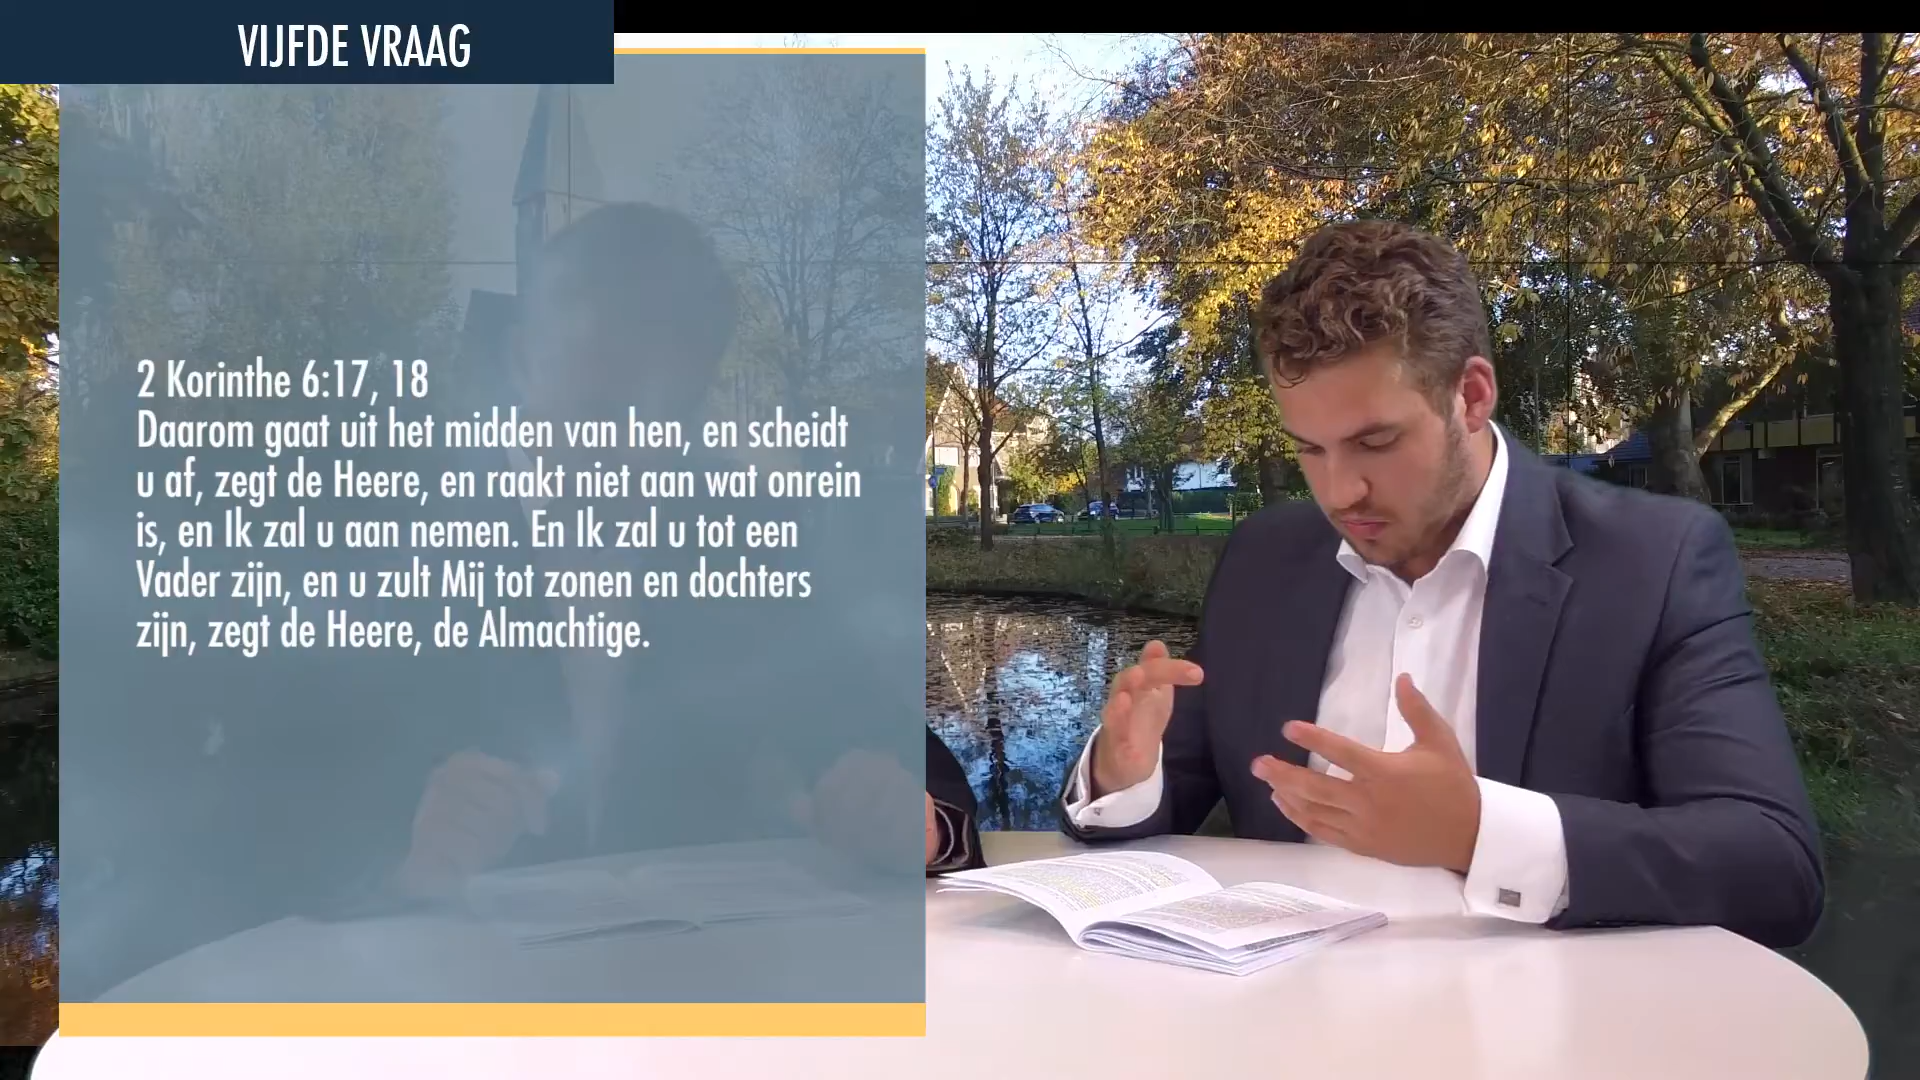 VIJFDE VRAAG
2 Korinthe 6:17, 18
Daarom gaat uit het midden van hen, en scheidt
u af, zegt de Heere, en raakt niet aan wat onrein
is, en Ik zal u aan nemen. En Ik zal u tot een
Vader zijn, en u zult Mij tot zonen en dochters
zijn, zegt de Heere, de Almachtige.